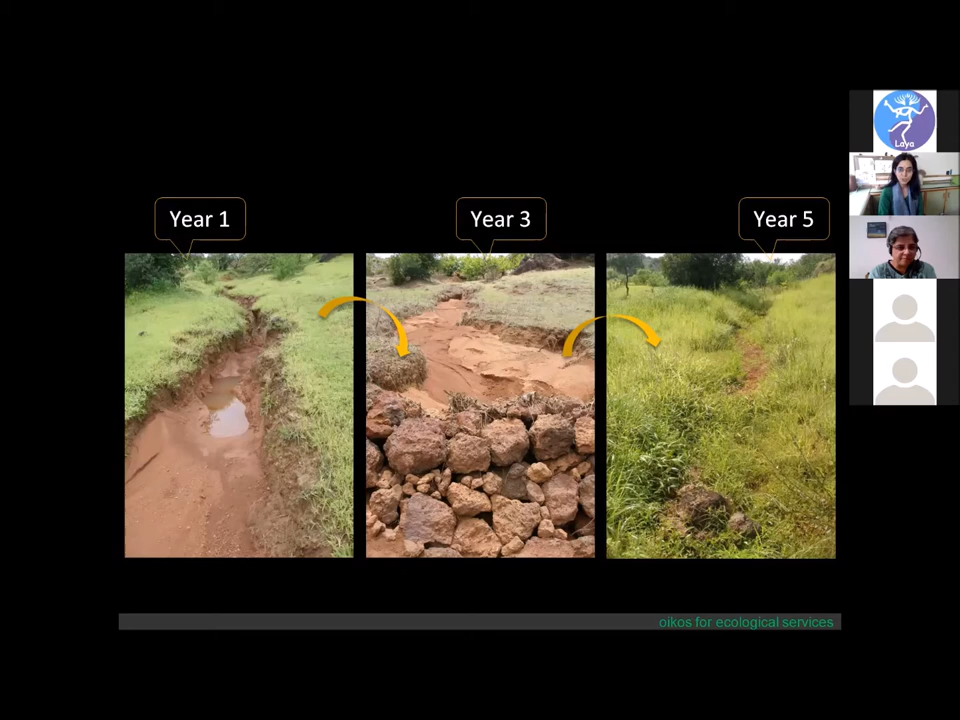 Year 1
Year 3
Year 5
oikos for ecological services
Laya